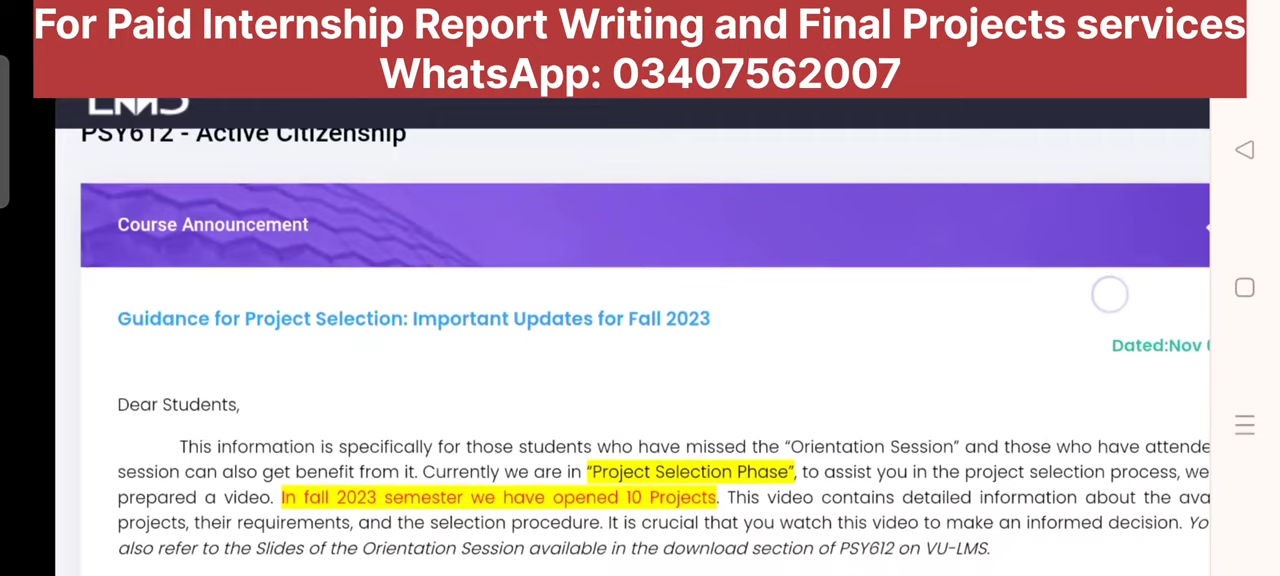 For Paid Internship Report Writing and Final Projects services
WhatsApp: 03407562007
LMS
PSY612 - Active Citizenship
Course Announcement
Guidance for Project Selection: Important Updates for Fall 2023
Dated:Nov
Dear Students,
This information is specifically for those students who have missed the “Orientation Session” and those who have attende
session can also get benefit from it. Currently we are in “Project Selection Phase”, to assist you in the project selection process, we
prepared a video. In fall 2023 semester we have opened 10 Projects. This video contains detailed information about the ava
projects, their requirements, and the selection procedure. It is crucial that you watch this video to make an informed decision. Yo
also refer to the Slides of the Orientation Session available in the download section of PSY612 on VU-LMS.